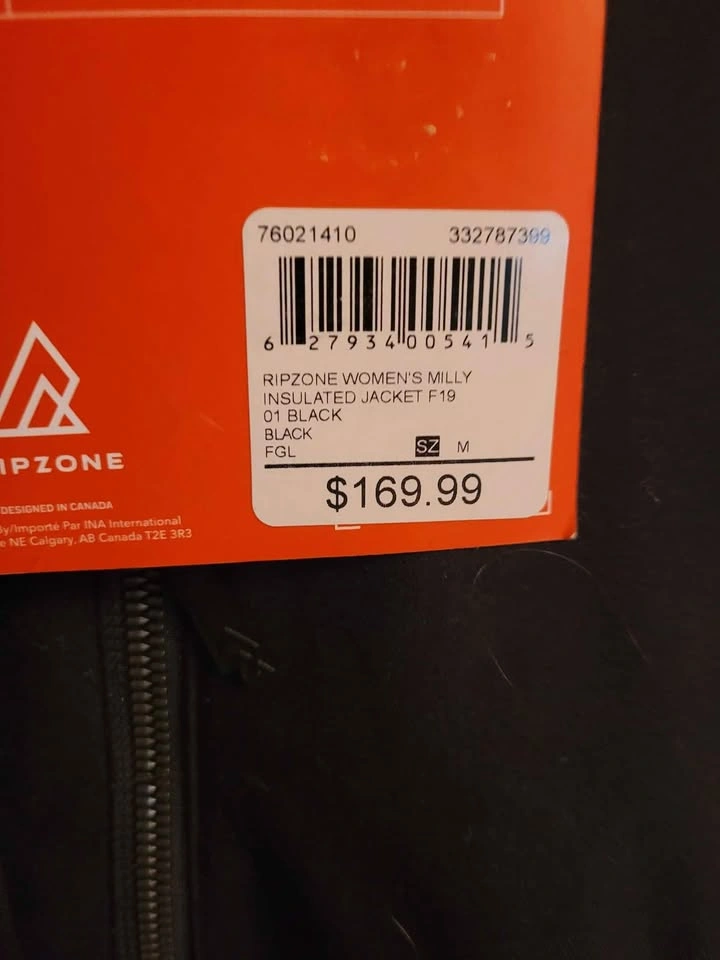 76021410 332787399
6 27934 00541 5
RIPZONE WOMEN'S MILLY
INSULATED JACKET F19
01 BLACK
BLACK
FGL SZ M
$169.99
IPZONE
DESIGNED IN CANADA
By/Importé Par INA International
e NE Calgary, AB Canada T2E 3R3